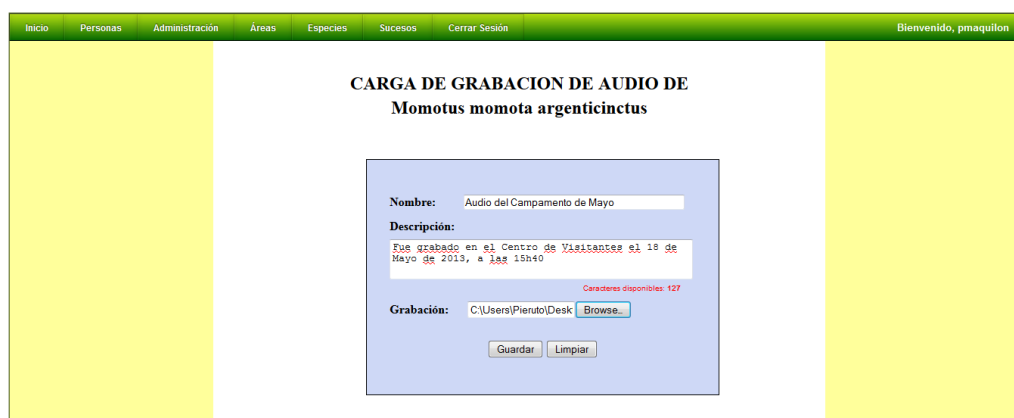 Inicio Personas Administración Áreas Especies Sucesos Cerrar Sesión Bienvenido, pmaquilon
CARGA DE GRABACION DE AUDIO DE
Momotus momota argenticinctus
Nombre: Audio del Campamento de Mayo
Descripción:
Fue grabado en el Centro de Visitantes el 18 de
Mayo de 2013, a las 15h40
Caracteres disponibles: 127
Grabación: C:\Users\Pieruto\Desk Browse..
Guardar Limpiar